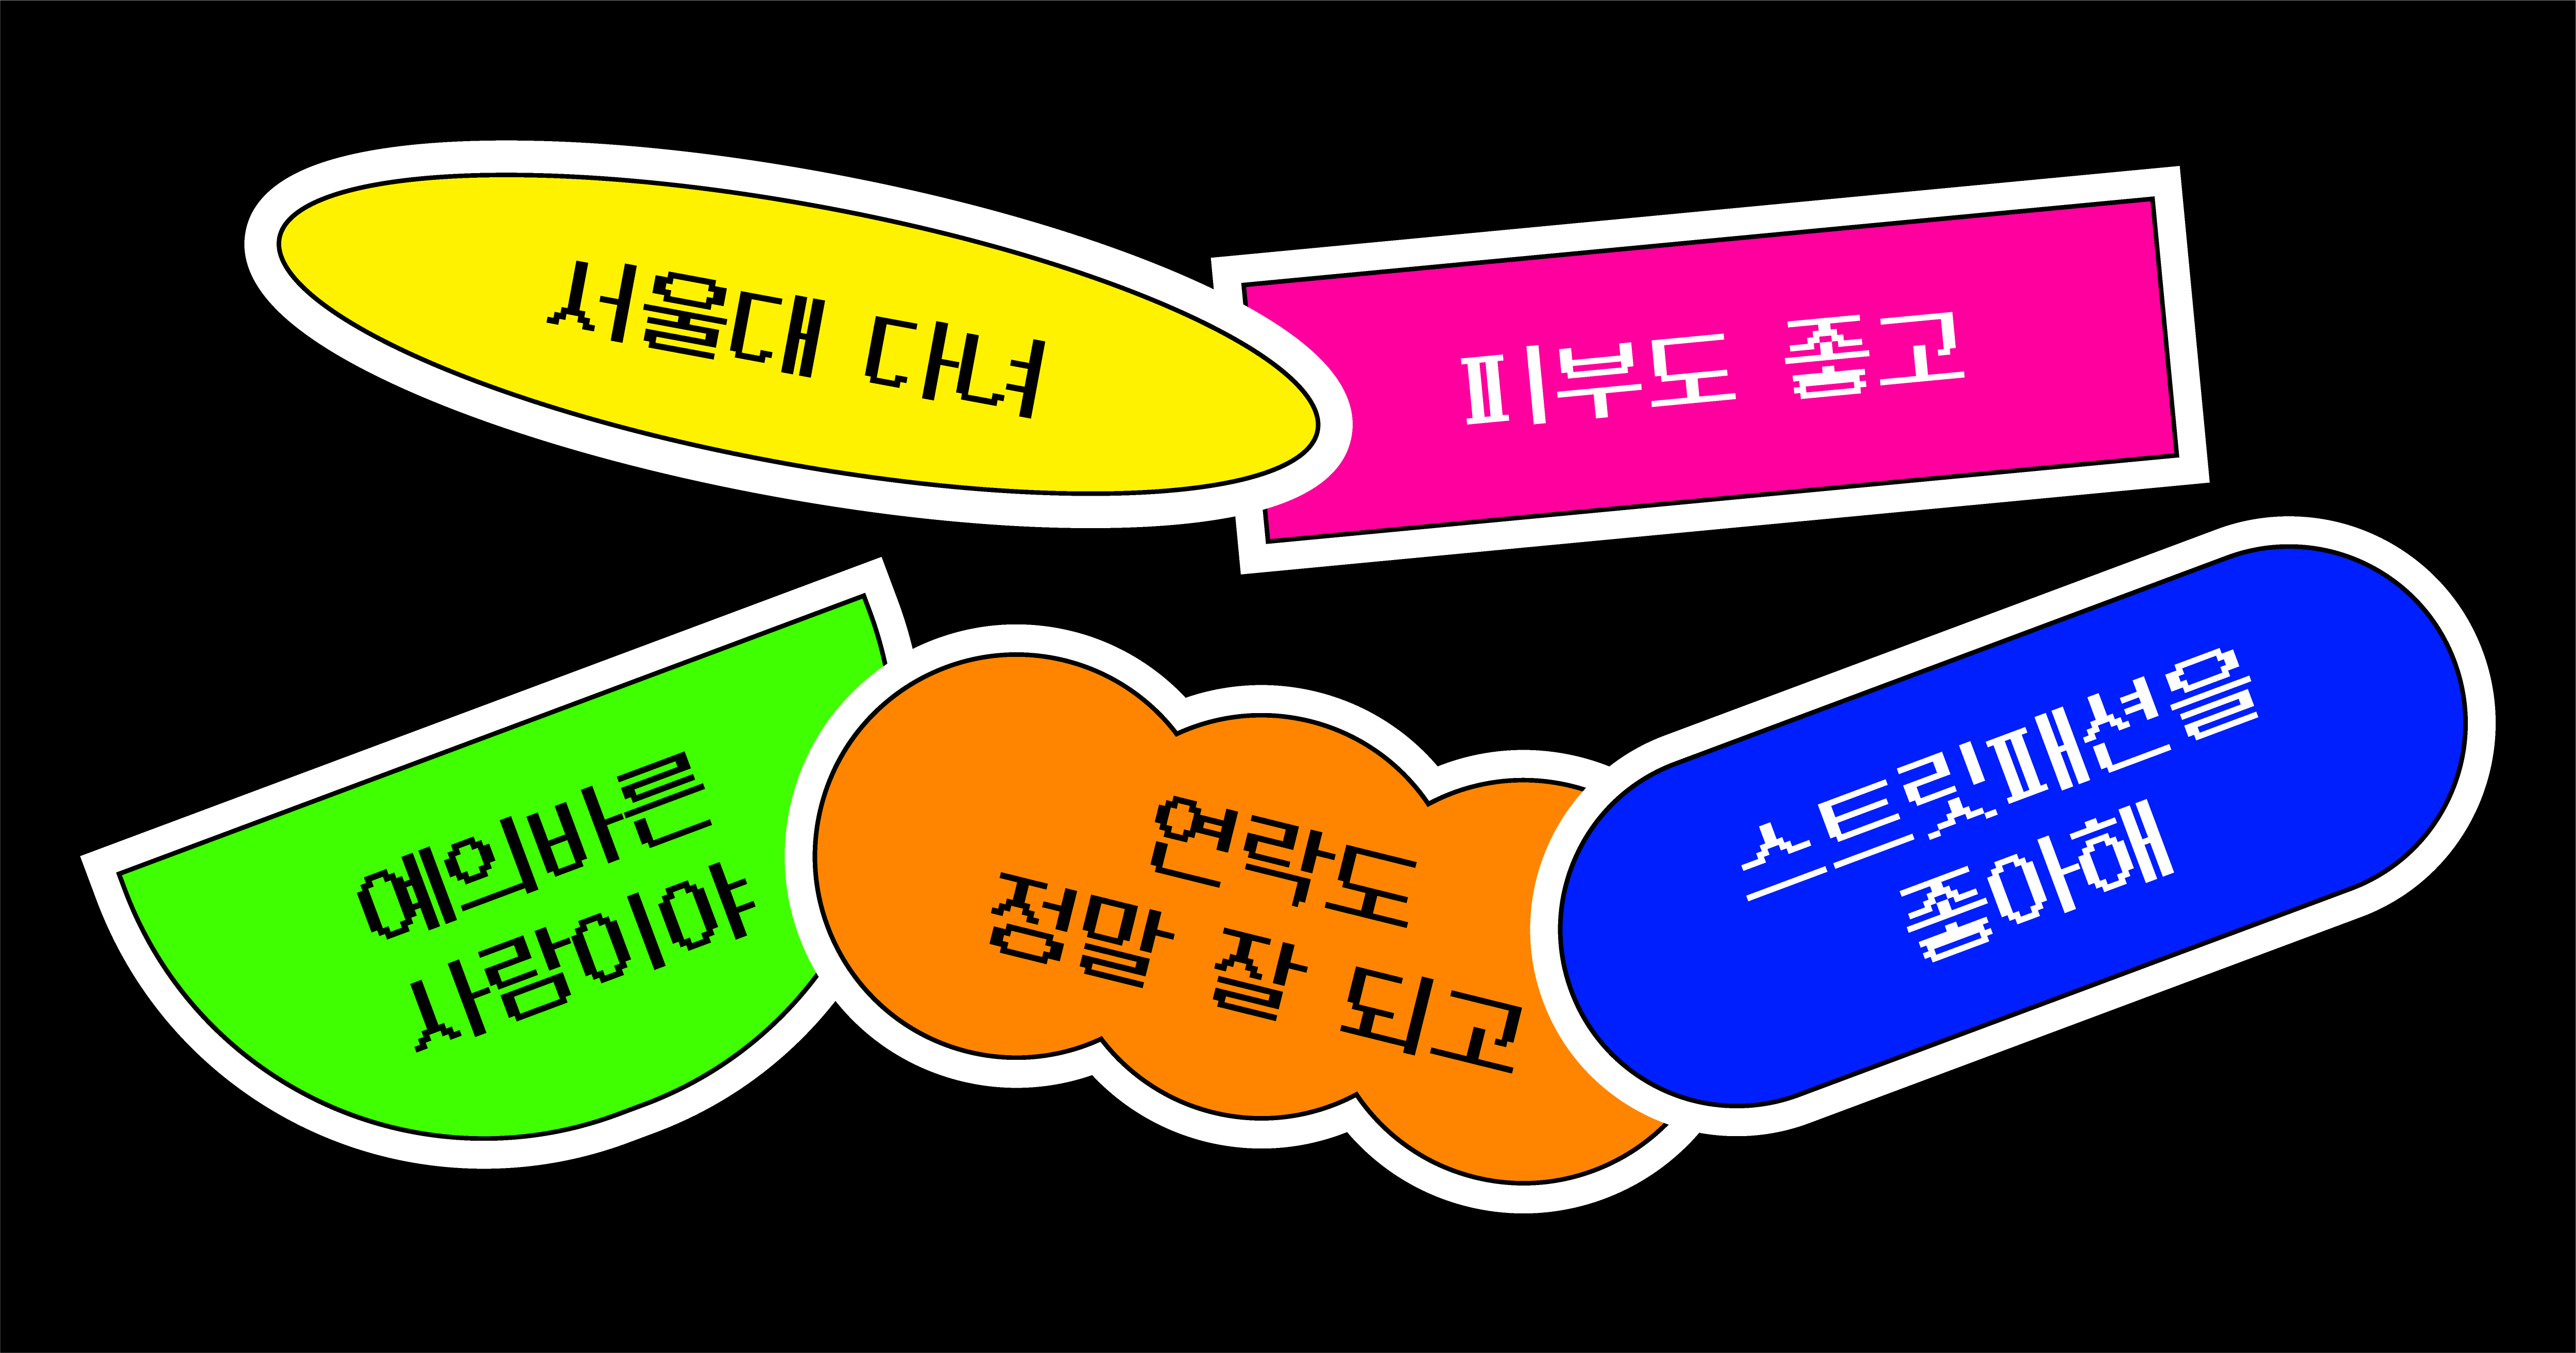 서울대 다녀
피부도 좋고
예의바른
사람이야
연락도
정말 잘 되고
스트릿패션을
좋아해